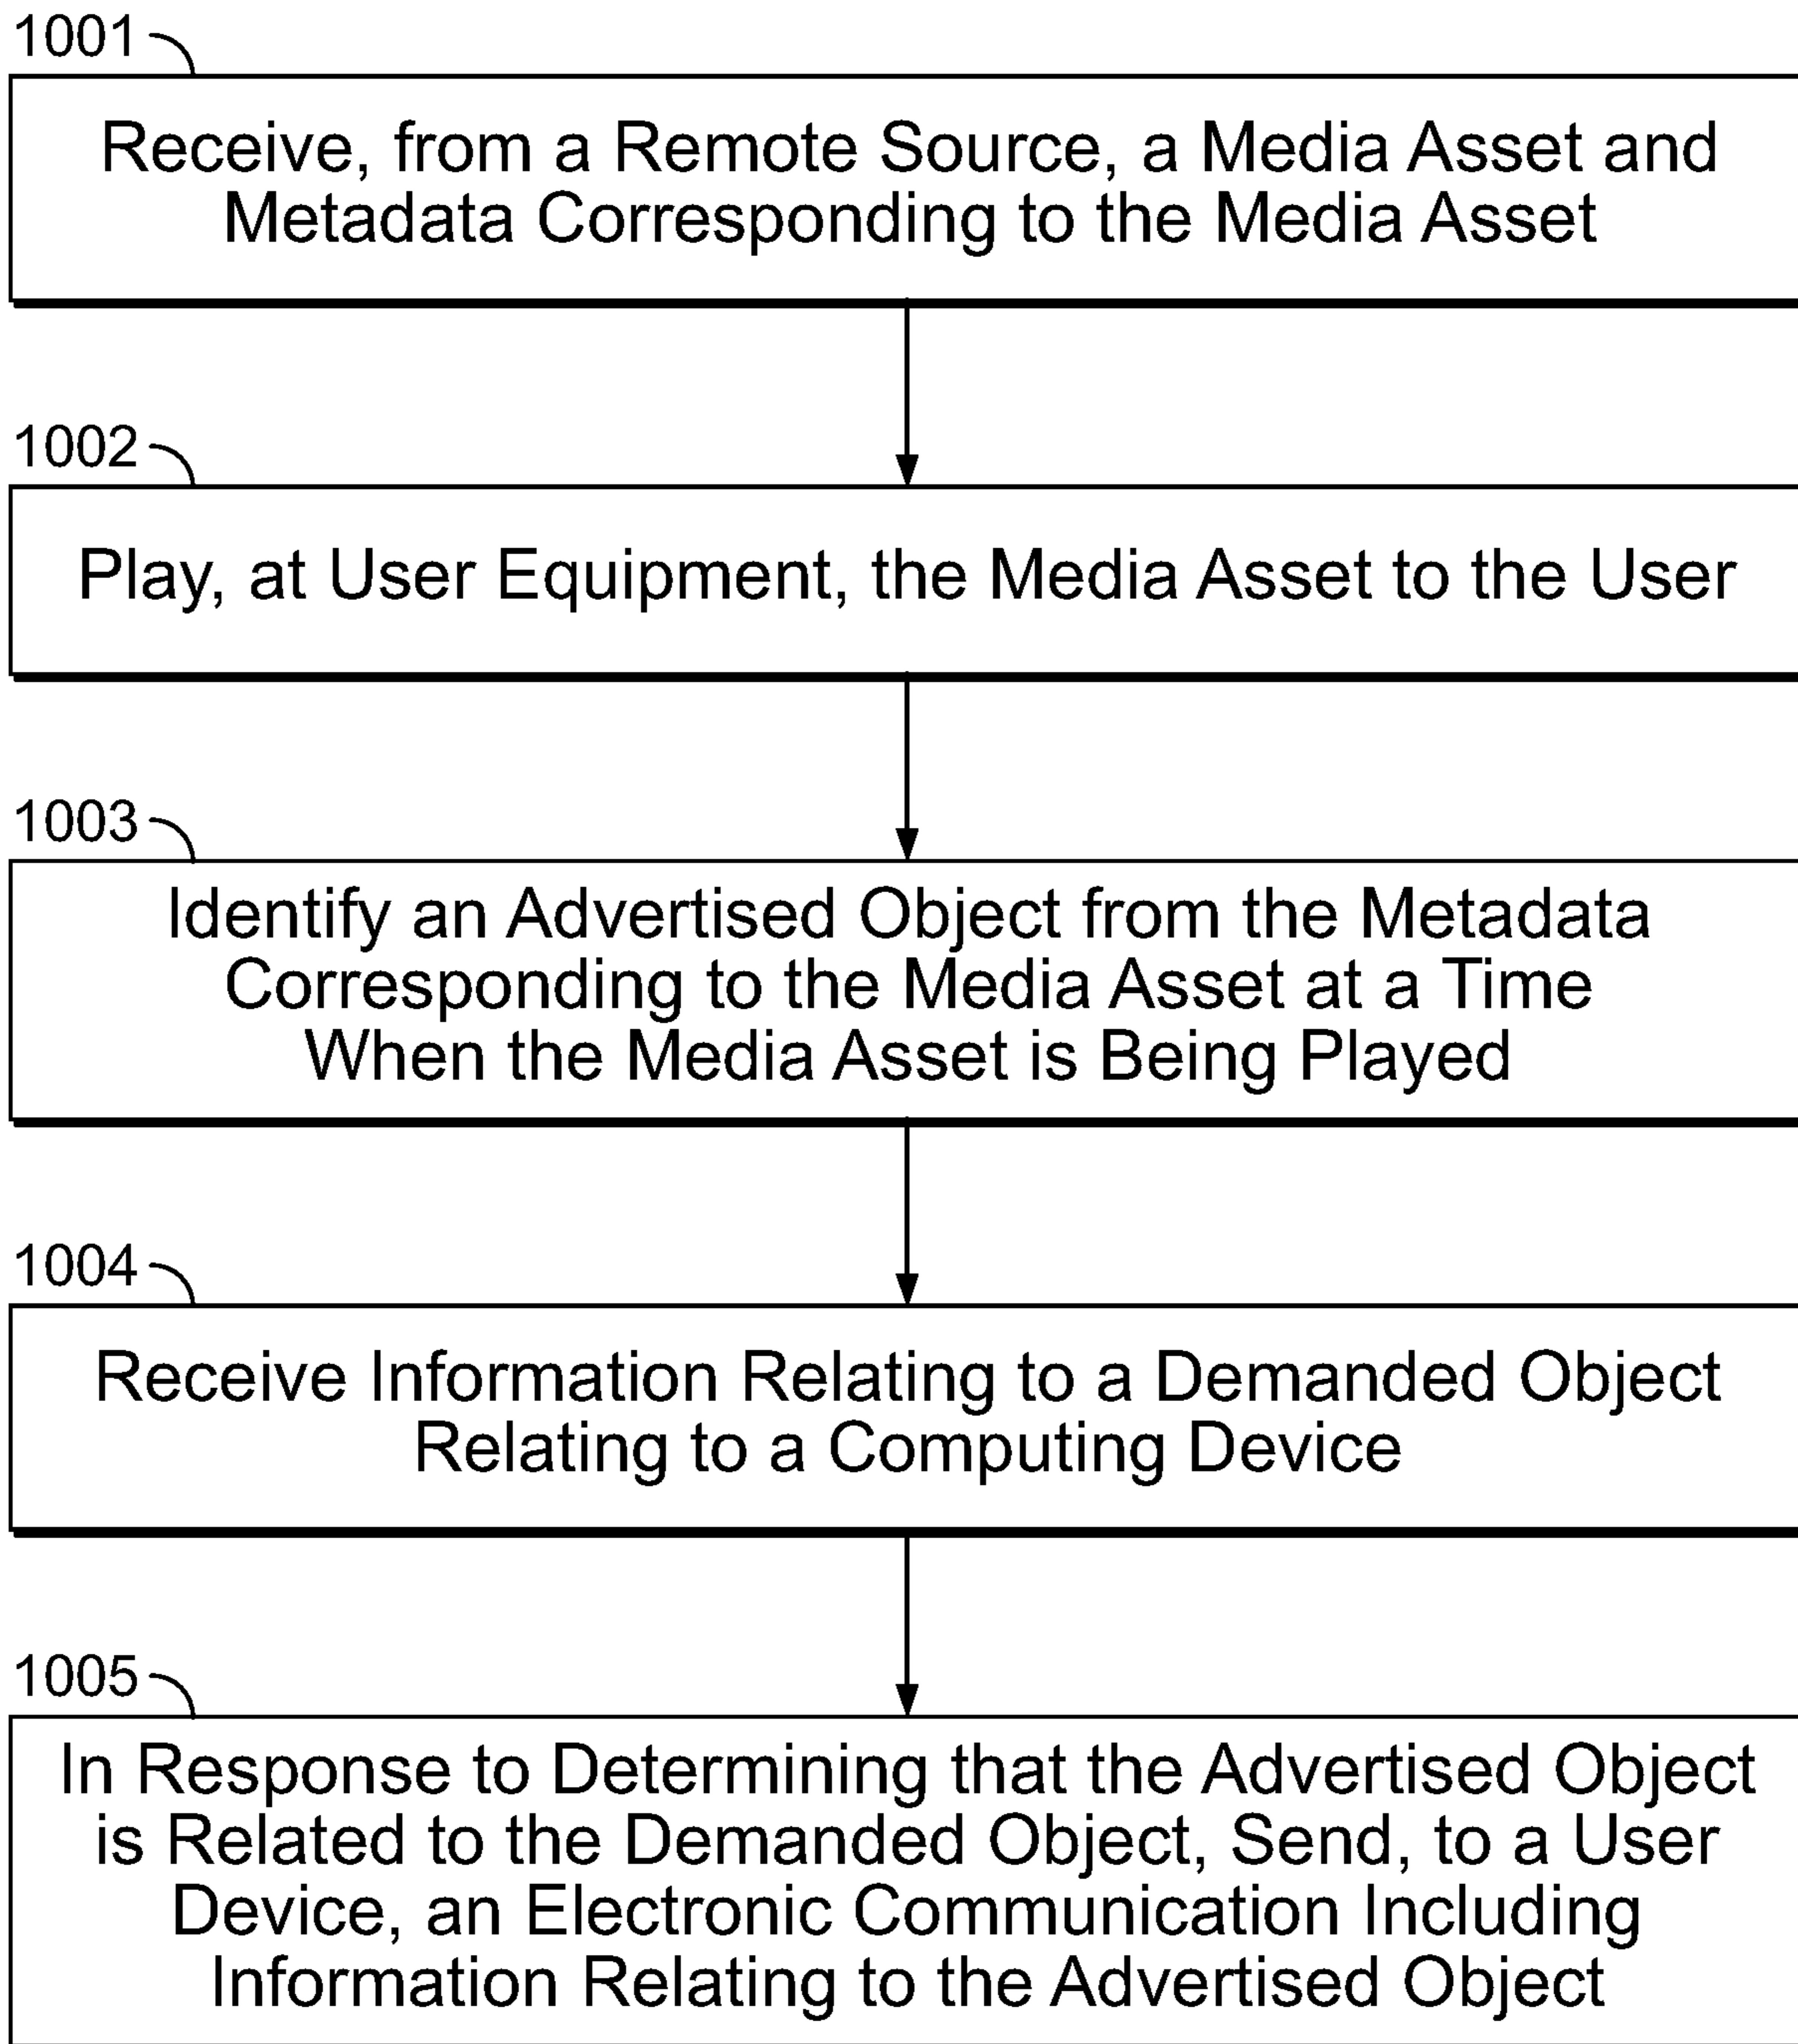 1001
Receive, from a Remote Source, a Media Asset and
Metadata Corresponding to the Media Asset
1002
Play, at User Equipment, the Media Asset to the User
1003
Identify an Advertised Object from the Metadata
Corresponding to the Media Asset at a Time
When the Media Asset is Being Played
1004
Receive Information Relating to a Demanded Object
Relating to a Computing Device
1005
In Response to Determining that the Advertised Object
is Related to the Demanded Object, Send, to a User
Device, an Electronic Communication Including
Information Relating to the Advertised Object